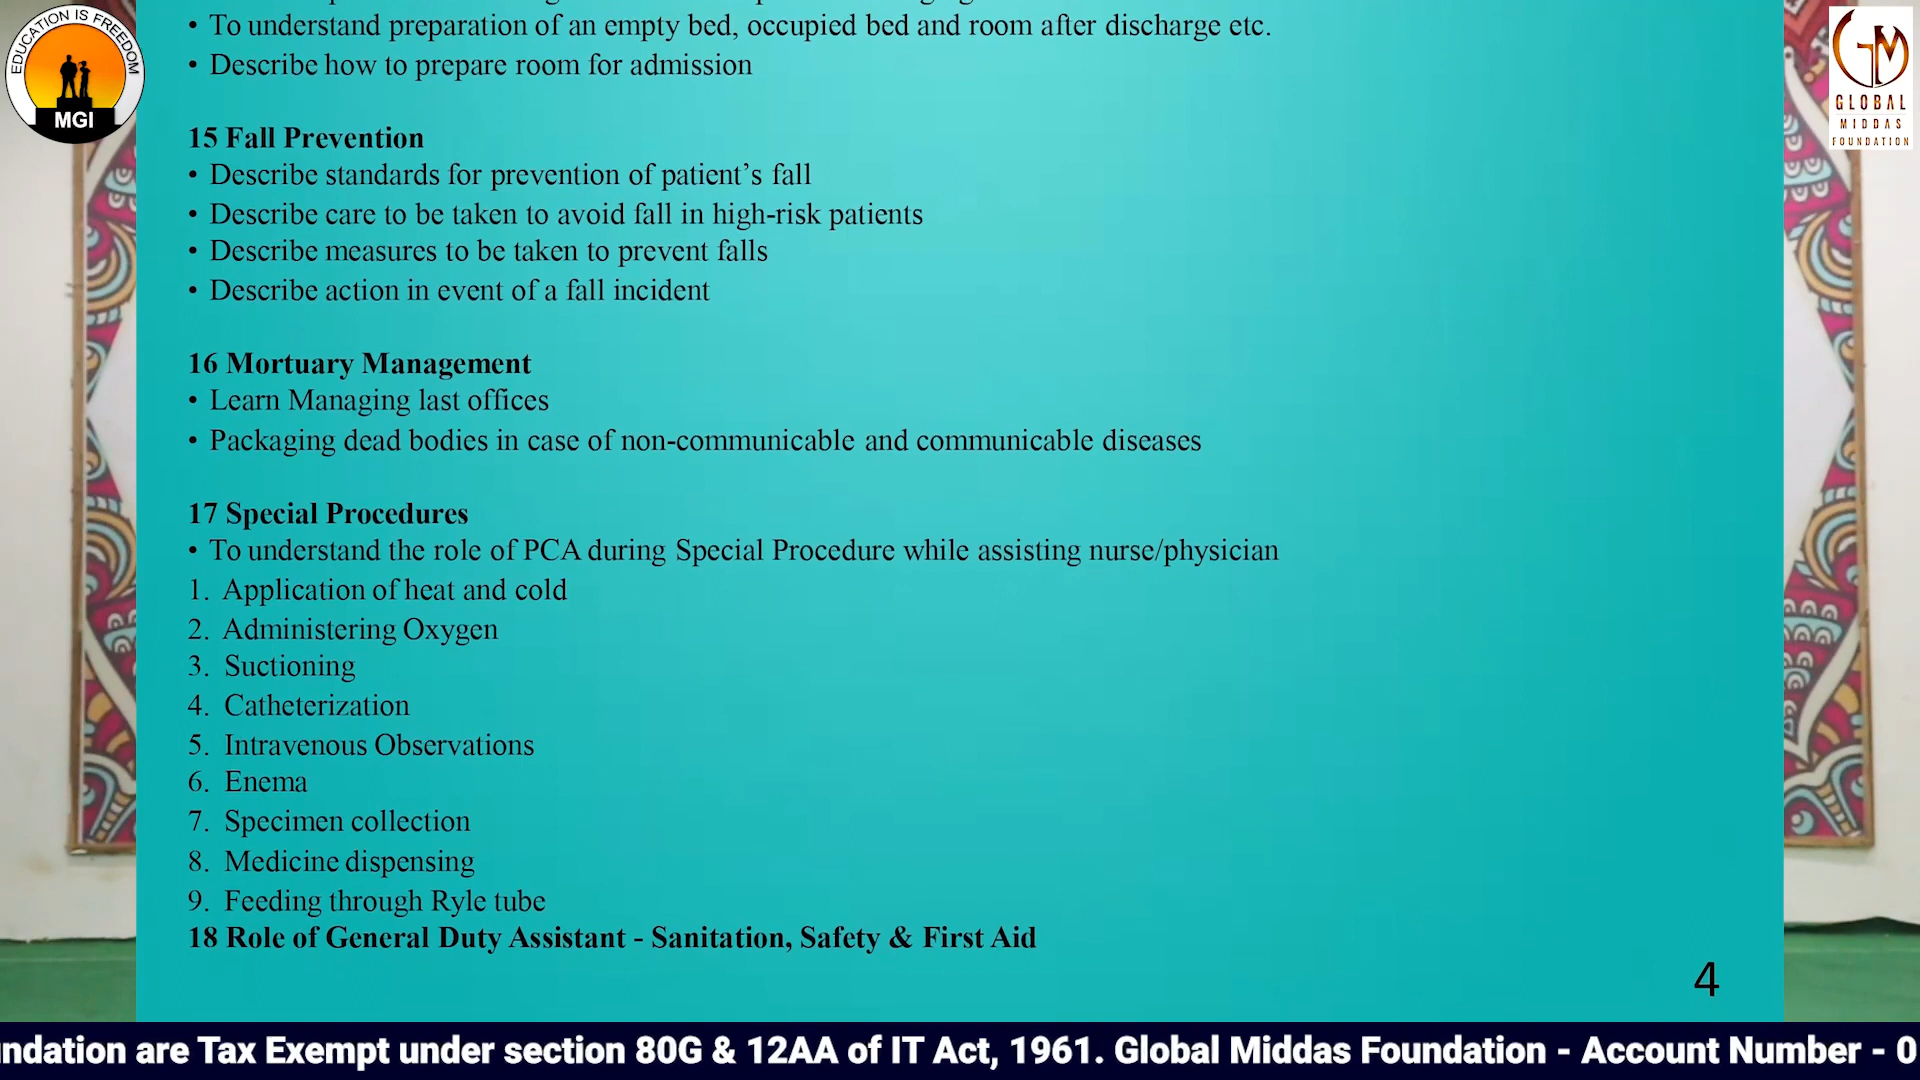 EDUCATION IS FREEDOM
MGI
GLOBAL
MIDDAS
FOUNDATION
• To understand preparation of an empty bed, occupied bed and room after discharge etc.
• Describe how to prepare room for admission
15 Fall Prevention
• Describe standards for prevention of patient’s fall
• Describe care to be taken to avoid fall in high-risk patients
• Describe measures to be taken to prevent falls
• Describe action in event of a fall incident
16 Mortuary Management
• Learn Managing last offices
• Packaging dead bodies in case of non-communicable and communicable diseases
17 Special Procedures
• To understand the role of PCA during Special Procedure while assisting nurse/physician
1. Application of heat and cold
2. Administering Oxygen
3. Suctioning
4. Catheterization
5. Intravenous Observations
6. Enema
7. Specimen collection
8. Medicine dispensing
9. Feeding through Ryle tube
18 Role of General Duty Assistant - Sanitation, Safety & First Aid
4
ndation are Tax Exempt under section 80G & 12AA of IT Act, 1961. Global Middas Foundation - Account Number - 0